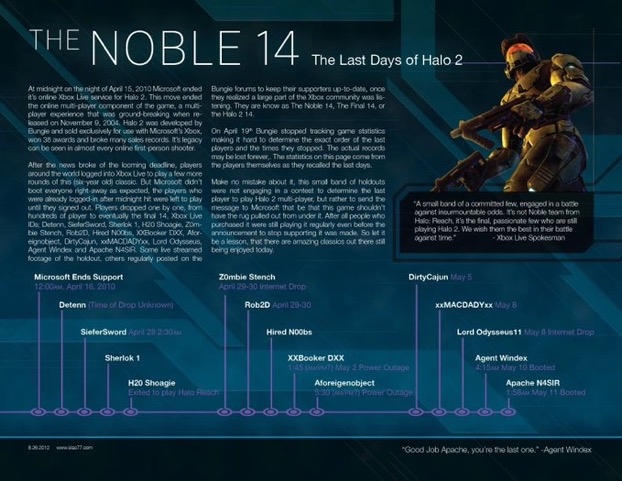 THE NOBLE 14 The Last Days of Halo 2
At midnight on the night of April 15, 2010 Microsoft ended
it's online Xbox Live service for Halo 2. This move ended
the online multi-player component of the game, a multi-
player experience that was ground-breaking when re-
leased on November 9, 2004. Halo 2 was developed by
Bungie and sold exclusively for use with Microsoft's Xbox,
won 38 awards and broke many sales records. It's legacy
can be seen in almost every online first person shooter.
After the news broke of the looming deadline, players
around the world logged into Xbox Live to play a few more
rounds of this (six-year old) classic. But Microsoft didn't
boot everyone right-away as expected, the players who
were already logged-in after midnight hit were left to play
until they signed out. Players dropped one by one, from
hundreds of player to eventually the final 14, Xbox Live
IDs; Detenn, SieferSword, Sherlok 1, H20 Shoagie, Z0m-
bie Stench, Rob2D, Hired N00bs, XXBooker DXX, Afor-
eignobject, DirtyCajun, xxMACDADYxx, Lord Odysseus,
Agent Windex and Apache N4SIR. Some live streamed
footage of the holdout, others regularly posted on the
Bungie forums to keep their supporters up-to-date, once
they realized a large part of the Xbox community was lis-
tening. They are know as The Noble 14, The Final 14, or
the Halo 2 14.
On April 19th Bungie stopped tracking game statistics
making it hard to determine the exact order of the last
players and the times they stopped. The actual records
may be lost forever,. The statistics on this page come from
the players themselves as they recalled the last days.
Make no mistake about it, this small band of holdouts
were not engaging in a contest to determine the last
player to play Halo 2 multi-player, but rather to send the
message to Microsoft that be that this game shouldn't
have the rug pulled out from under it. After all people who
purchased it were still playing it regularly even before the
announcement to stop supporting it was made. So let it
be a lesson, that there are amazing classics out there still
being enjoyed today.
"A small band of a committed few, engaged in a battle
against insurmountable odds. It's not Noble team from
Halo: Reach, it's the final, passionate few who are still
playing Halo 2. We wish them the best in their battle
against time." - Xbox Live Spokesman
Microsoft Ends Support
12:00AM, April 16, 2010
Detenn (Time of Drop Unknown)
SieferSword April 28 2:30AM
Sherlok 1
H20 Shoagie
Exited to play Halo Reach
Z0mbie Stench
April 29-30 Internet Drop
Rob2D April 29-30
Hired N00bs
XXBooker DXX
1:45 (AM/PM?) May 2 Power Outage
Aforeignobject
5:30 (AM/PM?) Power Outage
DirtyCajun May 5
xxMACDADYxx May 8
Lord Odysseus11 May 8 Internet Drop
Agent Windex
4:15AM May 10 Booted
Apache N4SIR
1:58AM May 11 Booted
8.26.2012 www.siao77.com
"Good Job Apache, you're the last one." -Agent Windex